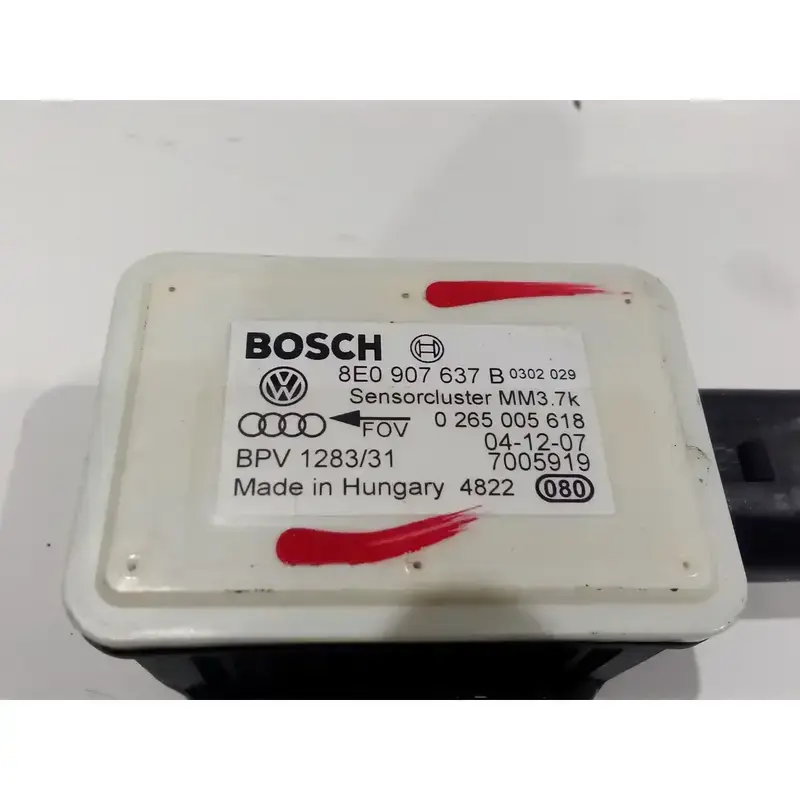 BOSCH
8E0 907 637 B 0302 029
Sensorcluster MM3.7k
FOV 0 265 005 618
04-12-07
BPV 1283/31 7005919
Made in Hungary 4822 080